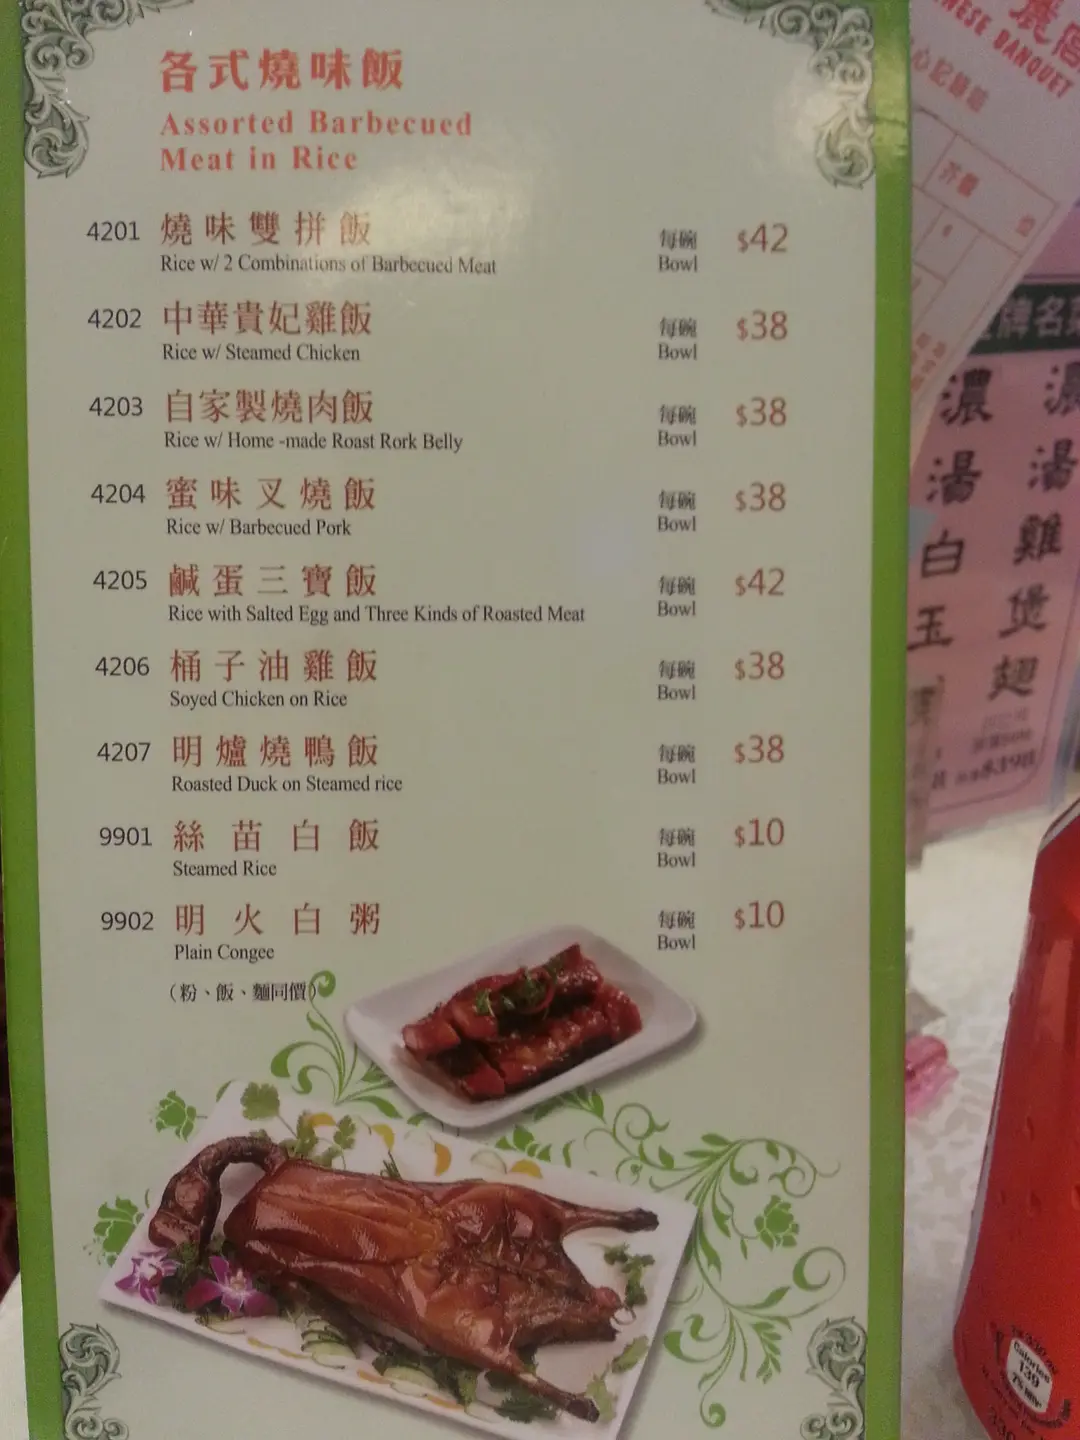 各式燒味飯
Assorted Barbecued
Meat in Rice
4201 燒味雙拼飯 每碗 $42
Rice w/ 2 Combinations of Barbecued Meat Bowl
4202 中華貴妃雞飯 每碗 $38
Rice w/ Steamed Chicken Bowl
4203 自家製燒肉飯 每碗 $38
Rice w/ Home -made Roast Rork Belly Bowl
4204 蜜味叉燒飯 每碗 $38
Rice w/ Barbecued Pork Bowl
4205 鹹蛋三寶飯 每碗 $42
Rice with Salted Egg and Three Kinds of Roasted Meat Bowl
4206 桶子油雞飯 每碗 $38
Soyed Chicken on Rice Bowl
4207 明爐燒鴨飯 每碗 $38
Roasted Duck on Steamed rice Bowl
9901 絲苗白飯 每碗 $10
Steamed Rice Bowl
9902 明火白粥 每碗 $10
Plain Congee Bowl
（粉、飯、麵同價）
BANQUET
牌名
濃湯雞煲翅
濃湯白玉
Calories
139
7%